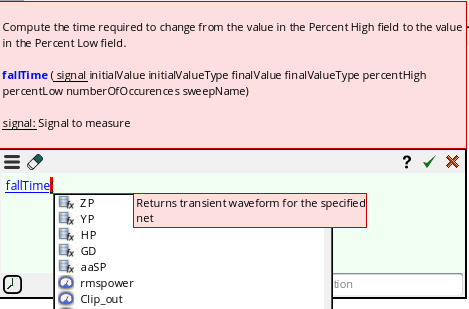 Compute the time required to change from the value in the Percent High field to the value
in the Percent Low field.
fallTime ( signal initialValue initialValueType finalValue finalValueType percentHigh
percentLow numberOfOccurences sweepName)
signal: Signal to measure
?
fallTime
ZP
Returns transient waveform for the specified
net
YP
HP
GD
aaSP
rmspower
tion
Clip_out